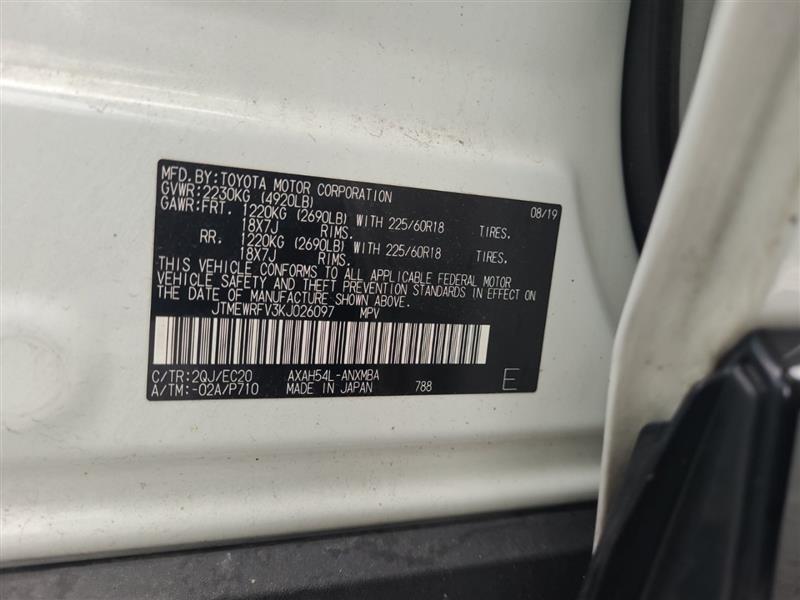 MFD.BY:TOYOTA MOTOR CORPORATION 08/19
GVWR:2230KG (4920LB)
GAWR:FRT. 1220KG (2690LB) WITH 225/60R18 TIRES.
18X7J RIMS.
RR. 1220KG (2690LB) WITH 225/60R18 TIRES.
18X7J RIMS.
THIS VEHICLE CONFORMS TO ALL APPLICABLE FEDERAL MOTOR
VEHICLE SAFETY AND THEFT PREVENTION STANDARDS IN EFFECT ON
THE DATE OF MANUFACTURE SHOWN ABOVE.
JTMEWRFV3KJ026097 MPV
C/TR:2QJ/EC20 AXAH54L-ANXMBA
A/TM:-02A/P710 MADE IN JAPAN 788 E